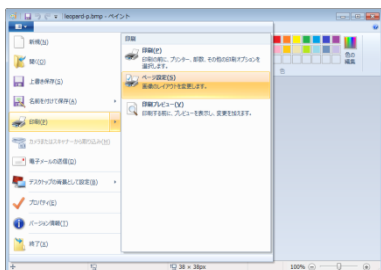 leopard-p.bmp - ペイント
新規(N)
開く(O)
上書き保存(S)
名前を付けて保存(A)
印刷(P)
カメラまたはスキャナーから取り込み(M)
電子メールの送信(D)
デスクトップの背景として設定(B)
プロパティ(E)
バージョン情報(T)
終了(X)
印刷
印刷(P)
印刷の前に、プリンター、部数、その他の印刷オプションを
選択します。
ページ設定(S)
画像のレイアウトを変更します。
印刷プレビュー(V)
印刷する前に、プレビューを表示し、変更を加えます。
色の
編集
色
38 × 38px
100%